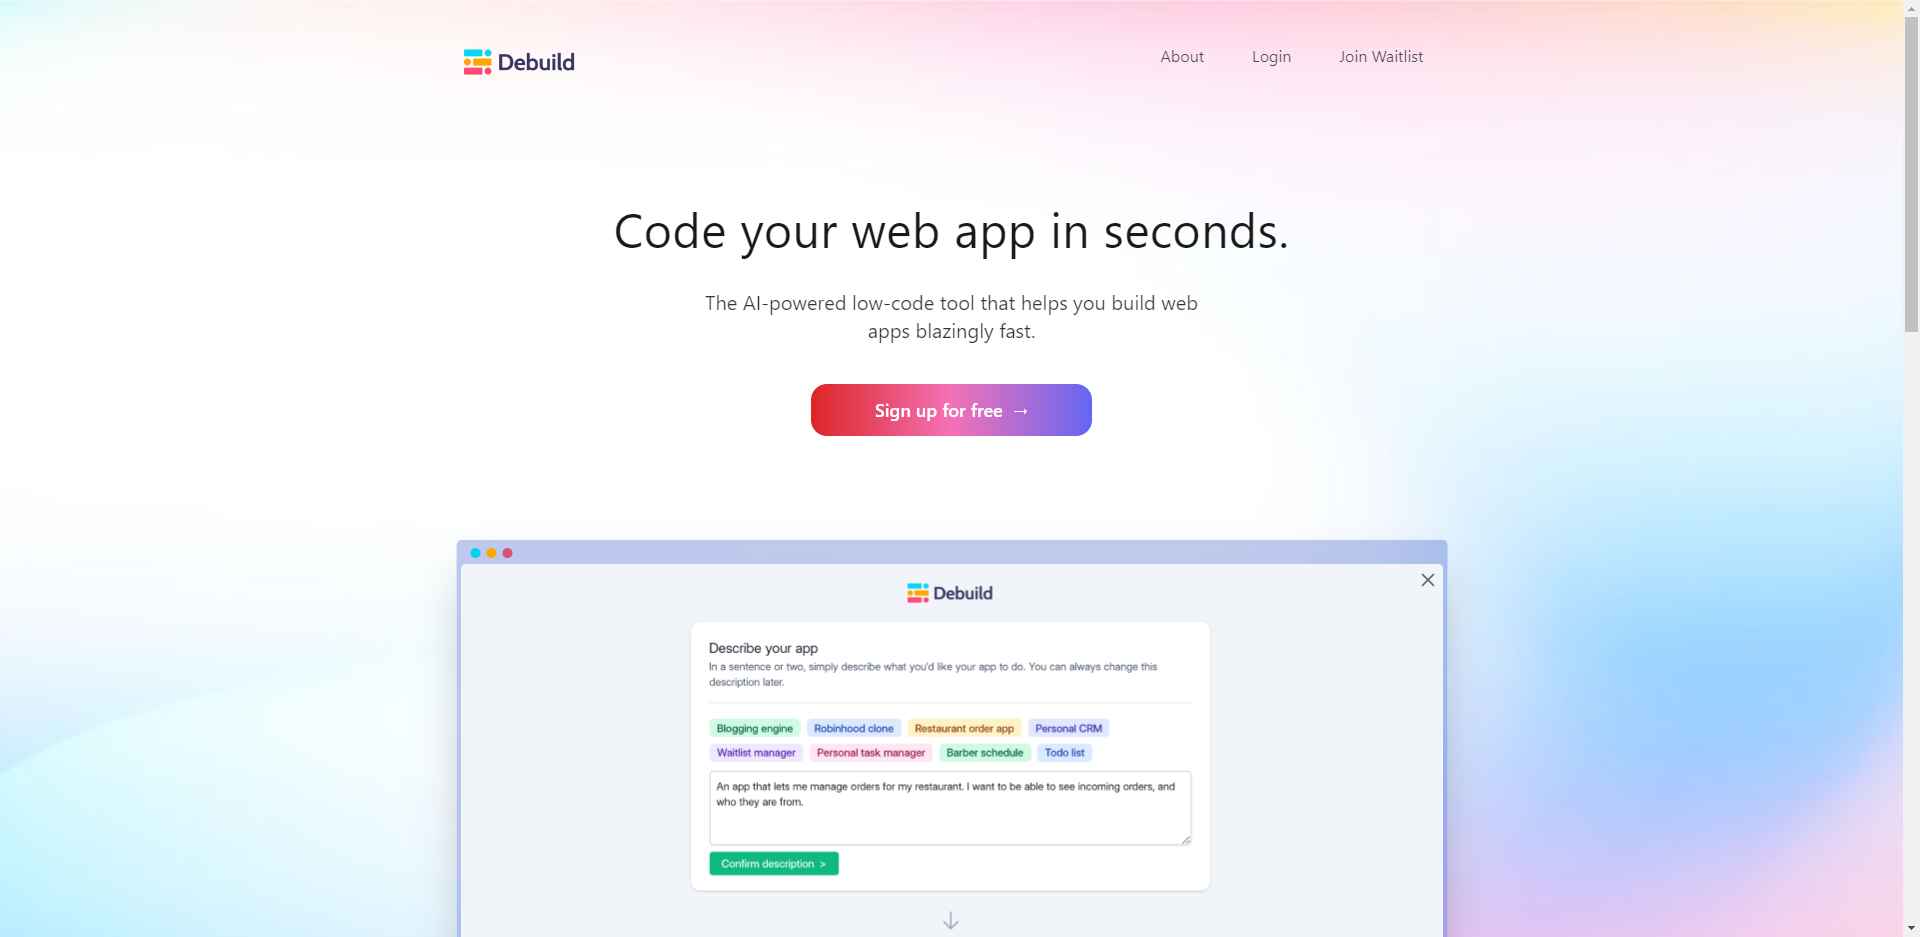 Debuild
About
Login
Join Waitlist
Code your web app in seconds.
The AI-powered low-code tool that helps you build web
apps blazingly fast.
Sign up for free →
Debuild
Describe your app
In a sentence or two, simply describe what you'd like your app to do. You can always change this
description later.
Blogging engine
Robinhood clone
Restaurant order app
Personal CRM
Waitlist manager
Personal task manager
Barber schedule
Todo list
An app that lets me manage orders for my restaurant. I want to be able to see incoming orders, and
who they are from.
Confirm description >